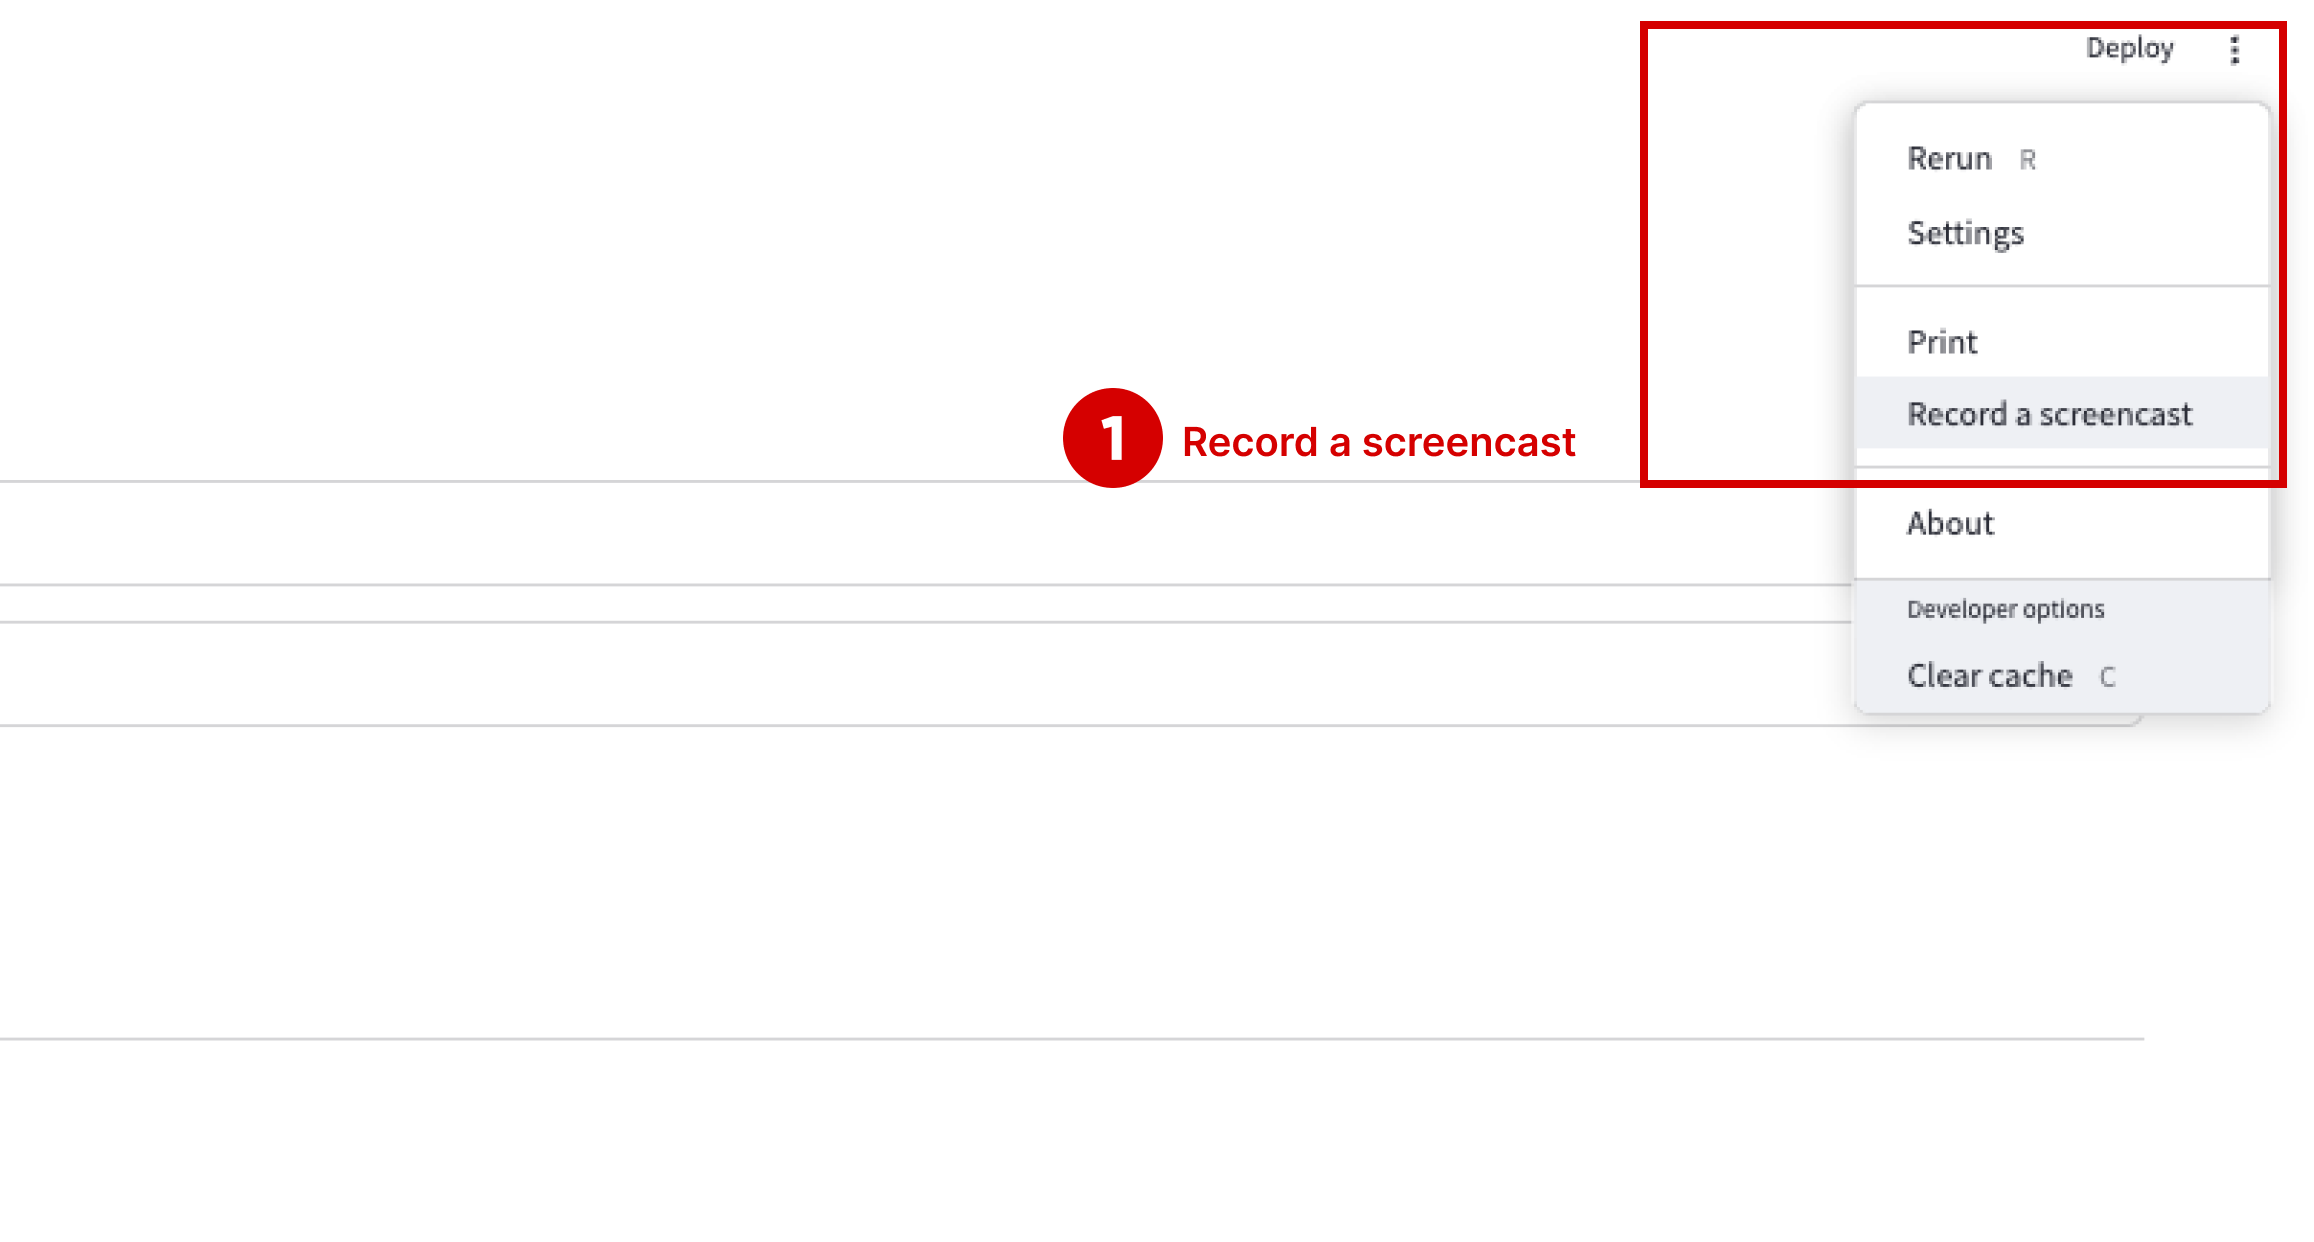 Deploy
Rerun R
Settings
Print
Record a screencast
1 Record a screencast
About
Developer options
Clear cache C